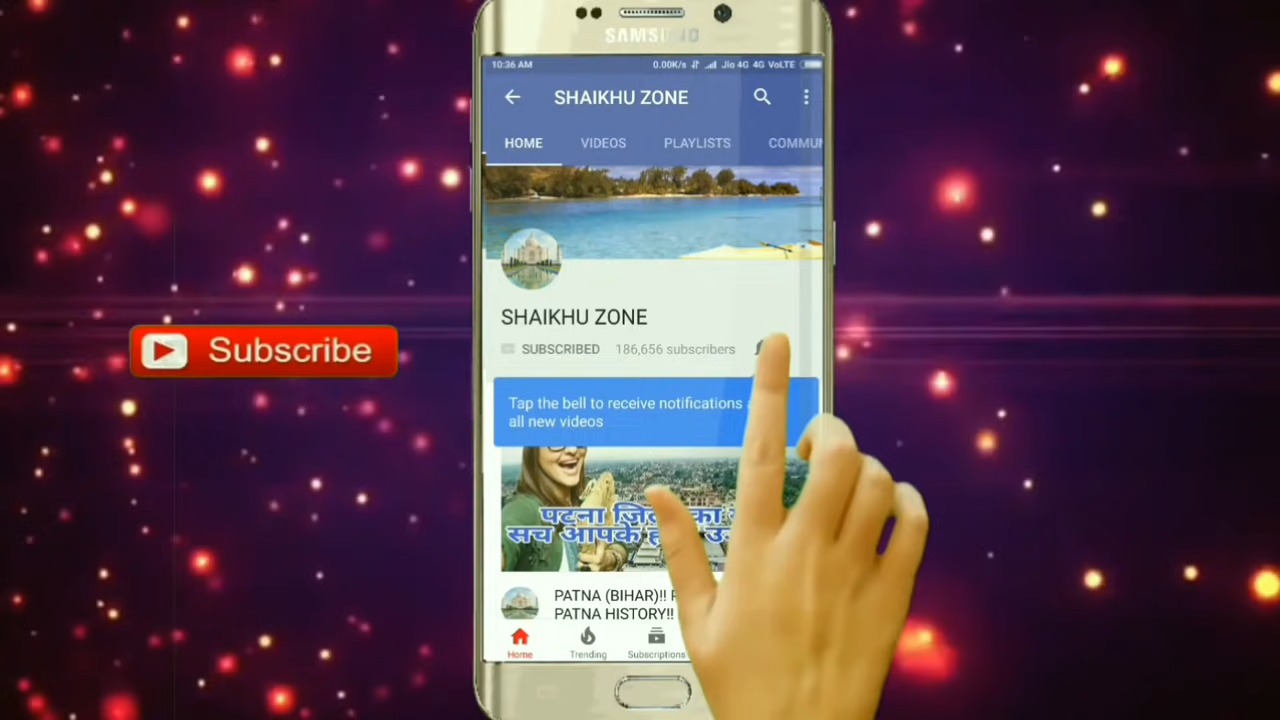 SAMSUNG
10:36 AM 0.00K/s Jio 4G 4G VoLTE
SHAIKHU ZONE
HOME VIDEOS PLAYLISTS COMMUN
SHAIKHU ZONE
SUBSCRIBED 186,656 subscribers
Subscribe
Tap the bell to receive notifications
all new videos
पटना का
सच आपके
PATNA (BIHAR)!!
PATNA HISTORY!!
Home Trending Subscriptions